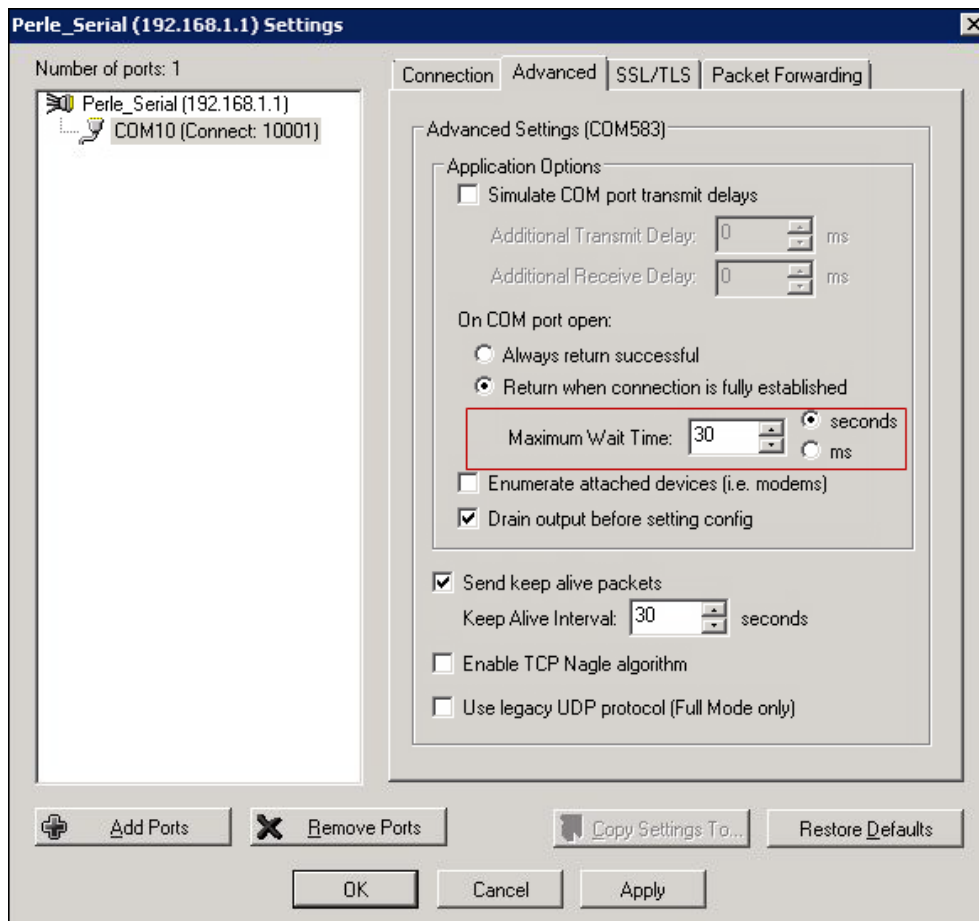 Perle_Serial (192.168.1.1) Settings
Number of ports: 1
Perle_Serial (192.168.1.1)
COM10 (Connect: 10001)
Connection Advanced SSL/TLS Packet Forwarding
Advanced Settings (COM583)
Application Options
Simulate COM port transmit delays
Additional Transmit Delay: 0 ms
Additional Receive Delay: 0 ms
On COM port open:
Always return successful
Return when connection is fully established
Maximum Wait Time: 30 seconds
ms
Enumerate attached devices (i.e. modems)
Drain output before setting config
Send keep alive packets
Keep Alive Interval: 30 seconds
Enable TCP Nagle algorithm
Use legacy UDP protocol (Full Mode only)
Add Ports Remove Ports Copy Settings To... Restore Defaults
OK Cancel Apply